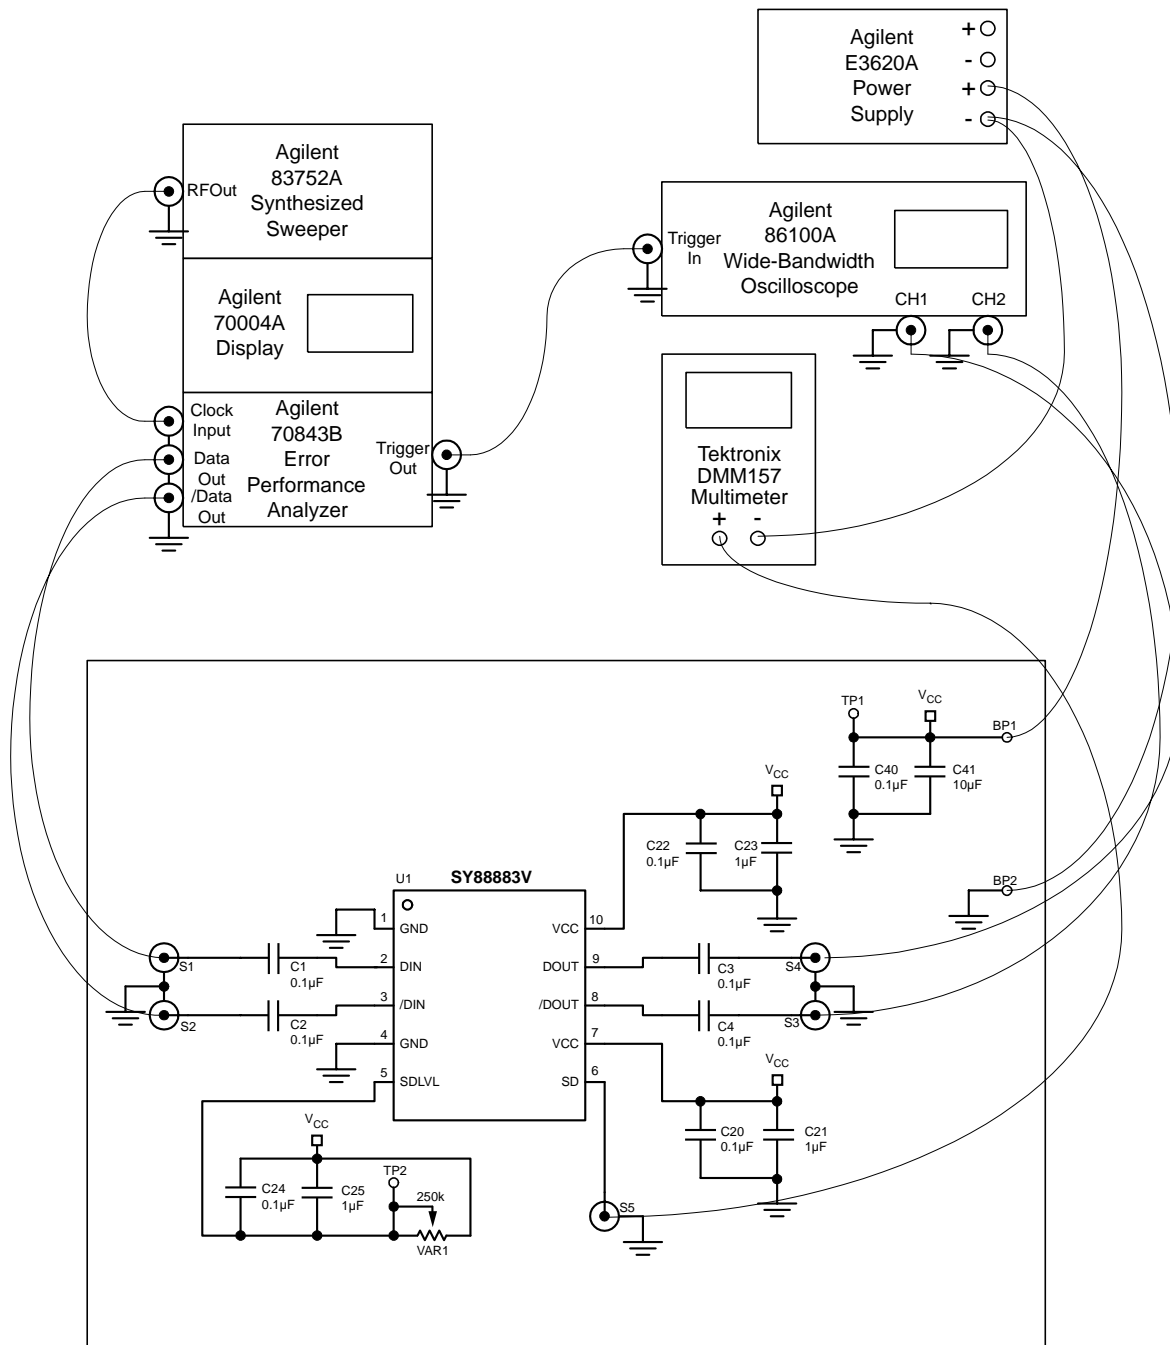 Agilent
E3620A
Power
Supply
+
-
+
-
Agilent
83752A
Synthesized
Sweeper
RFOut
Agilent
70004A
Display
Agilent
70843B
Error
Performance
Analyzer
Clock
Input
Data
Out
/Data
Out
Trigger
Out
Agilent
86100A
Wide-Bandwidth
Oscilloscope
Trigger
In
CH1
CH2
Tektronix
DMM157
Multimeter
+
-
TP1
VCC
BP1
C40
0.1µF
C41
10µF
VCC
C22
0.1µF
C23
1µF
BP2
U1
SY88883V
1
GND
2
DIN
3
/DIN
4
GND
5
SDLVL
10
VCC
9
DOUT
8
/DOUT
7
VCC
6
SD
S1
C1
0.1µF
S2
C2
0.1µF
C3
0.1µF
S4
C4
0.1µF
S3
VCC
C20
0.1µF
C21
1µF
VCC
C24
0.1µF
C25
1µF
TP2
250k
VAR1
S5